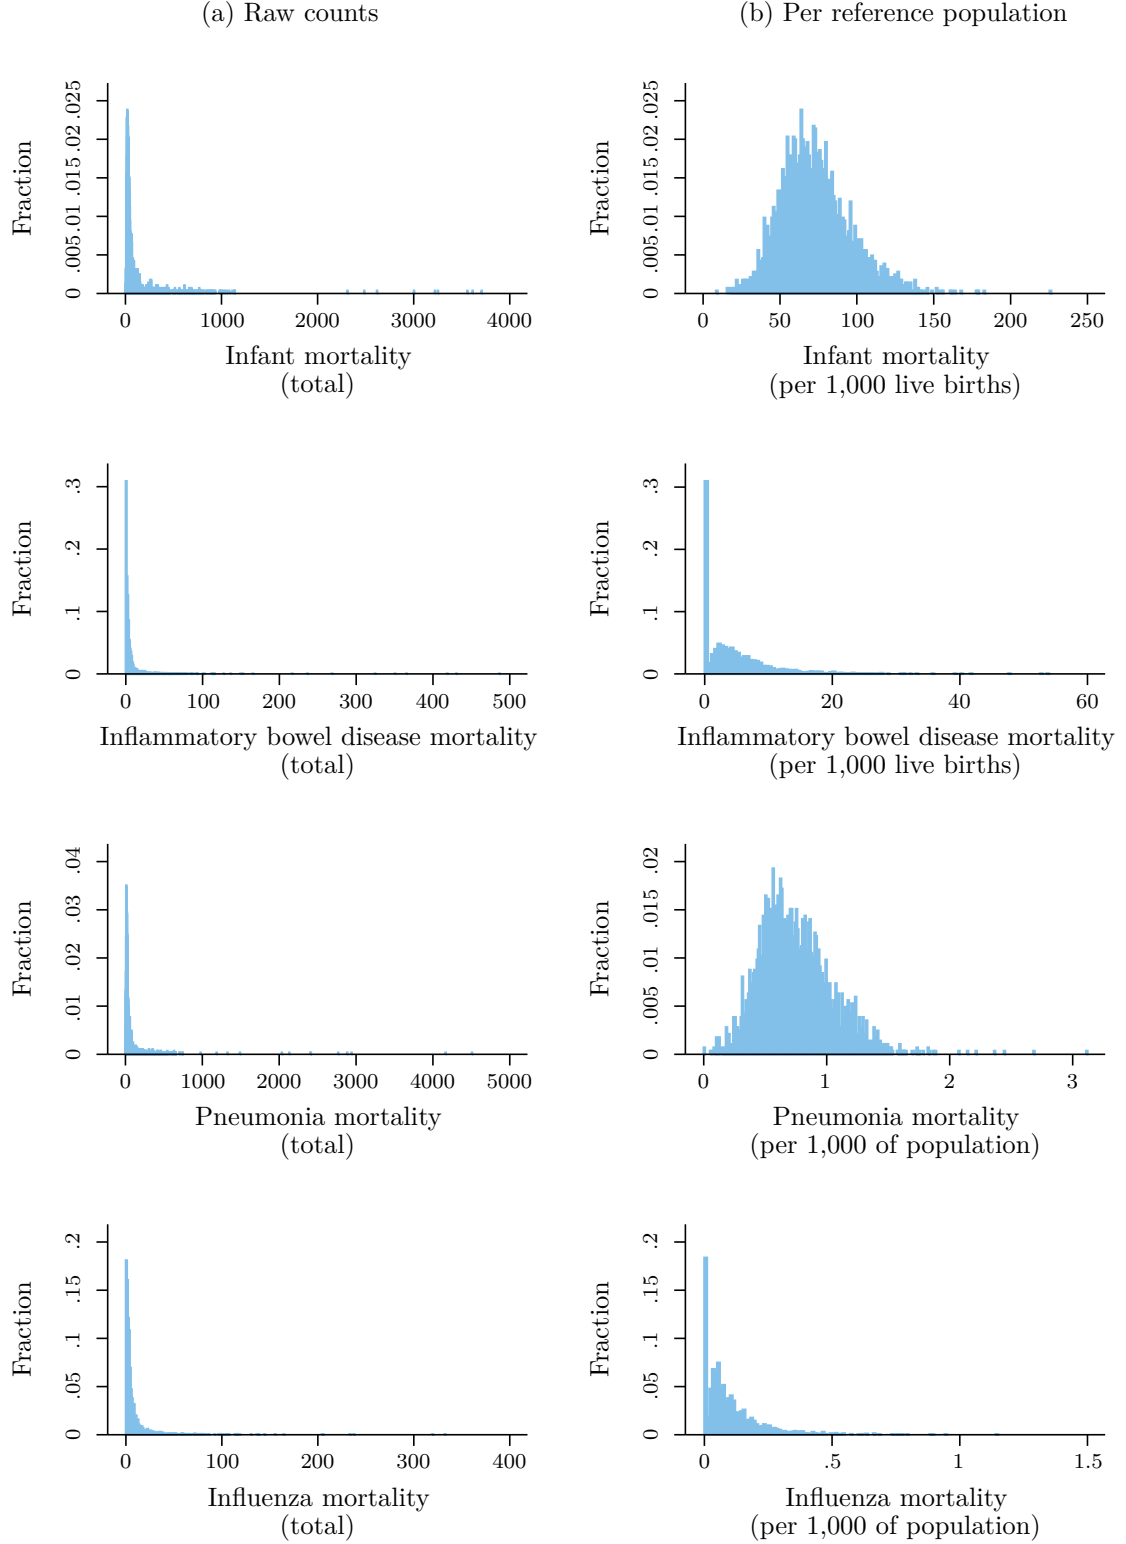 (a) Raw counts
(b) Per reference population
Fraction
0 .005 .01 .015 .02 .025
0 1000 2000 3000 4000
Infant mortality
(total)
Fraction
0 .005 .01 .015 .02 .025
0 50 100 150 200 250
Infant mortality
(per 1,000 live births)
Fraction
0 .1 .2 .3
0 100 200 300 400 500
Inflammatory bowel disease mortality
(total)
Fraction
0 .1 .2 .3
0 20 40 60
Inflammatory bowel disease mortality
(per 1,000 live births)
Fraction
0 .01 .02 .03 .04
0 1000 2000 3000 4000 5000
Pneumonia mortality
(total)
Fraction
0 .005 .01 .015 .02
0 1 2 3
Pneumonia mortality
(per 1,000 of population)
Fraction
0 .05 .1 .15 .2
0 100 200 300 400
Influenza mortality
(total)
Fraction
0 .05 .1 .15 .2
0 .5 1 1.5
Influenza mortality
(per 1,000 of population)